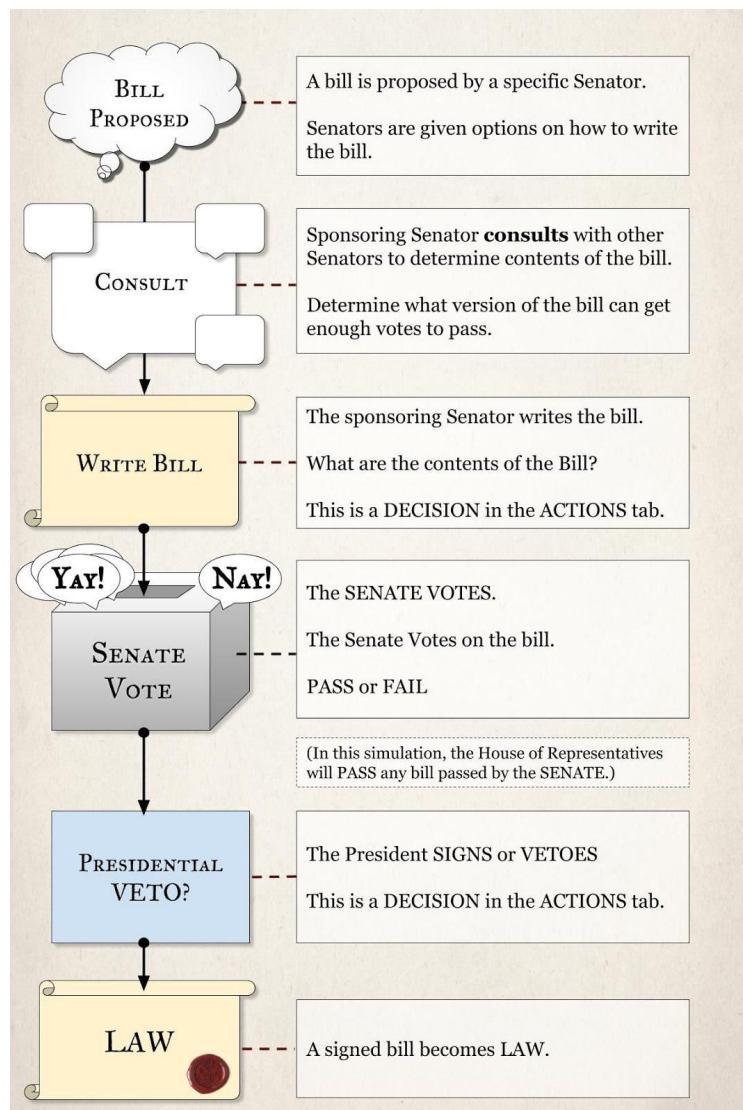 BILL
PROPOSED
A bill is proposed by a specific Senator.
Senators are given options on how to write
the bill.
CONSULT
Sponsoring Senator consults with other
Senators to determine contents of the bill.
Determine what version of the bill can get
enough votes to pass.
WRITE BILL
The sponsoring Senator writes the bill.
What are the contents of the Bill?
This is a DECISION in the ACTIONS tab.
YAY!
NAY!
SENATE
VOTE
The SENATE VOTES.
The Senate Votes on the bill.
PASS or FAIL
(In this simulation, the House of Representatives
will PASS any bill passed by the SENATE.)
PRESIDENTIAL
VETO?
The President SIGNS or VETOES
This is a DECISION in the ACTIONS tab.
LAW
A signed bill becomes LAW.